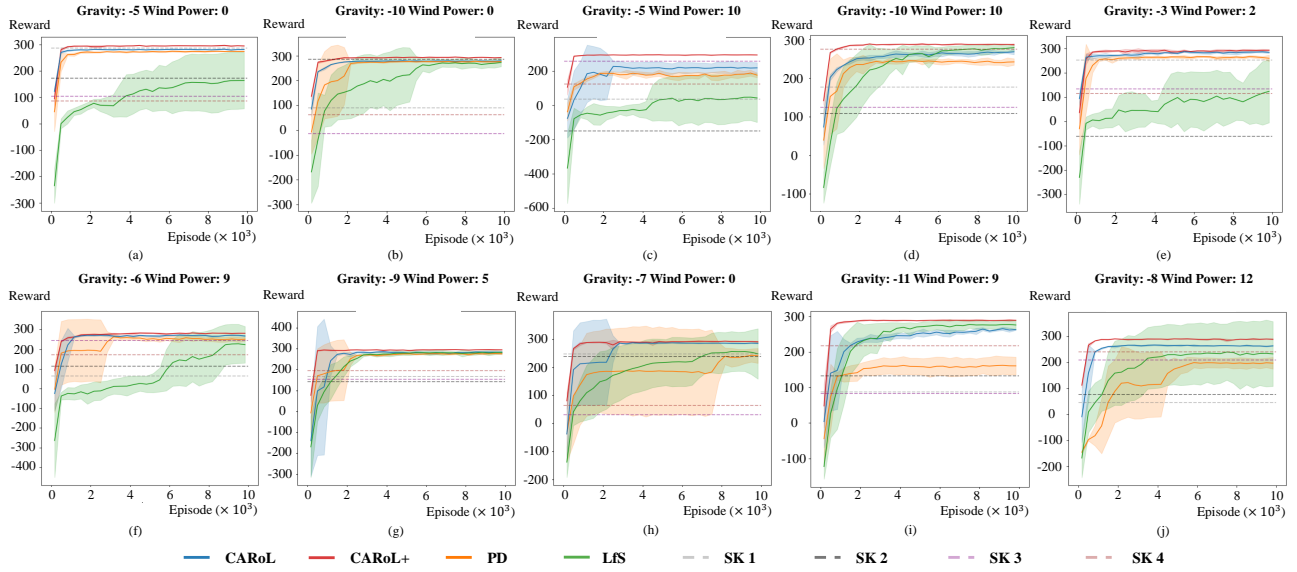 Gravity: -5 Wind Power: 0
Reward
300
200
100
0
-100
-200
-300
0 2 4 6 8 10
Episode (× 10³)
(a)
Gravity: -10 Wind Power: 0
300
200
100
0
-100
-200
-300
0 2 4 6 8 10
Episode (× 10³)
(b)
Gravity: -5 Wind Power: 10
200
0
-200
-400
-600
0 2 4 6 8 10
Episode (× 10³)
(c)
Gravity: -10 Wind Power: 10
300
200
100
0
-100
0 2 4 6 8 10
Episode (× 10³)
(d)
Gravity: -3 Wind Power: 2
300
200
100
0
-100
-200
-300
0 2 4 6 8 10
Episode (× 10³)
(e)
Gravity: -6 Wind Power: 9
Reward
300
200
100
0
-100
-200
-300
-400
0 2 4 6 8 10
Episode (× 10³)
(f)
Gravity: -9 Wind Power: 5
Reward
400
300
200
100
0
-100
-200
-300
0 2 4 6 8 10
Episode (× 10³)
(g)
Gravity: -7 Wind Power: 0
Reward
300
200
100
0
-100
-200
0 2 4 6 8 10
Episode (× 10³)
(h)
Gravity: -11 Wind Power: 9
Reward
300
200
100
0
-100
0 2 4 6 8 10
Episode (× 10³)
(i)
Gravity: -8 Wind Power: 12
Reward
300
200
100
0
-100
-200
0 2 4 6 8 10
Episode (× 10³)
(j)
CARoL CARoL+ PD LfS SK 1 SK 2 SK 3 SK 4